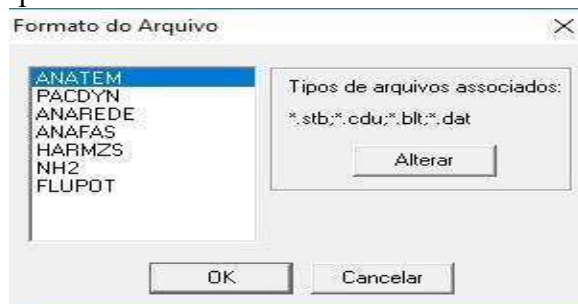 Formato do Arquivo
ANATEM
PACDYN
ANAREDE
ANAFAS
HARMZS
NH2
FLUPOT
Tipos de arquivos associados:
*.stb;*.cdu;*.blt;*.dat
Alterar
OK
Cancelar